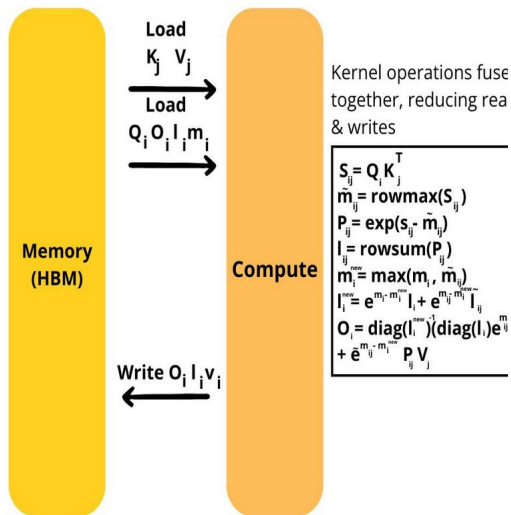 Load
K_j V_j
Load
Q_i O_i l_i m_i
Memory
(HBM)
Compute
Write O_i l_i v_i
Kernel operations fuse
together, reducing rea
& writes
S_ij = Q_i K_j^T
m̃_ij = rowmax(S_ij)
P_ij = exp(s_ij - m̃_ij)
l_ij = rowsum(P_ij)
m_i^new = max(m_i , m̃_ij)
l_i^new = e^{m_i - m_i^new} l_i + e^{m_ij - m_i^new} l̃_ij
O_i = diag(l_i^new)^-1 (diag(l_i)e^{m_ij}
+ ẽ^{m_ij - m_i^new} P_ij V_j